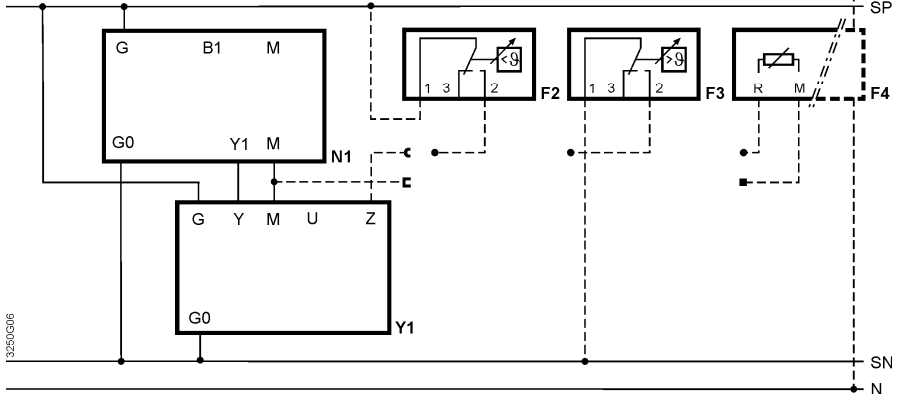 SP
G B1 M
<ϑ
>ϑ
1 3 2
F2
1 3 2
F3
R M
F4
G0 Y1 M
N1
G Y M U Z
G0
Y1
3250G06
SN
N